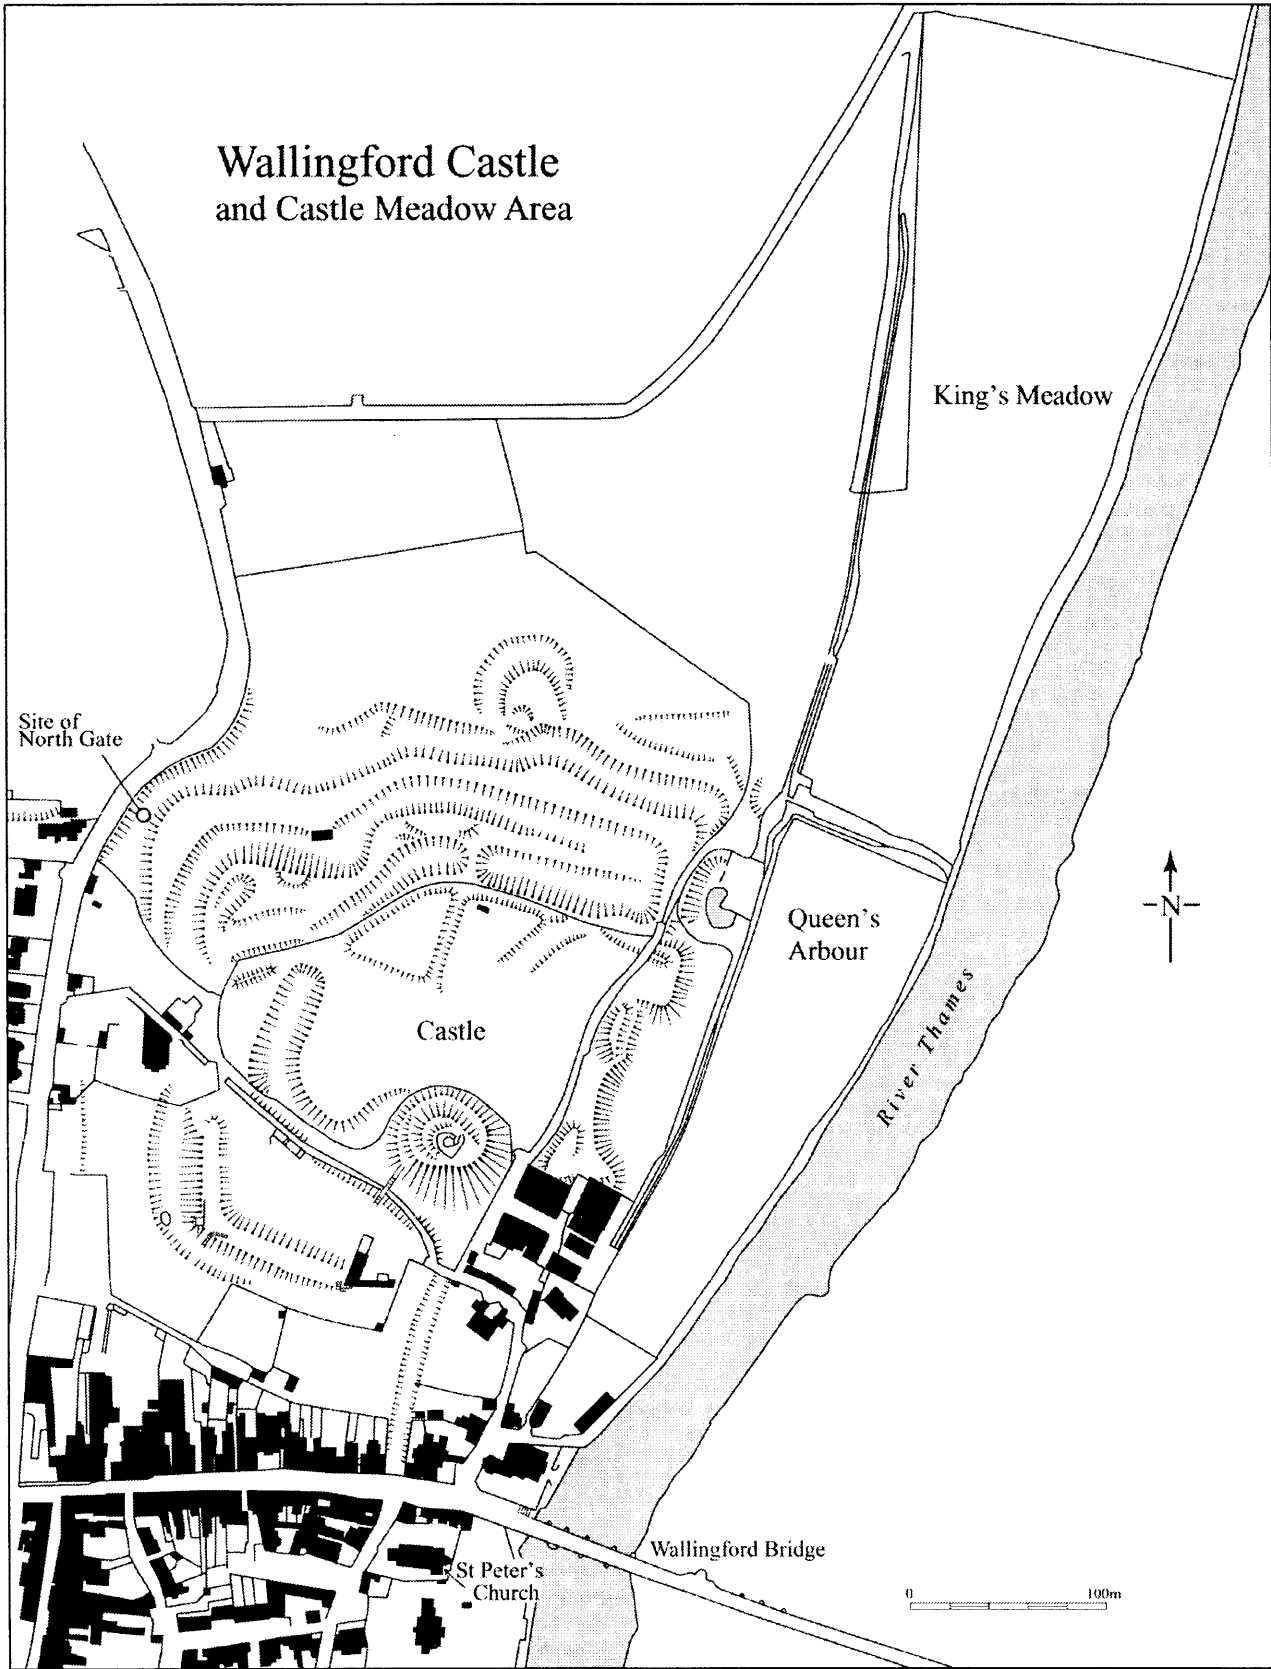 Wallingford Castle
and Castle Meadow Area
King's Meadow
Site of
North Gate
Queen's
Arbour
-N-
Castle
River Thames
Wallingford Bridge
St Peter's
Church
0 100m